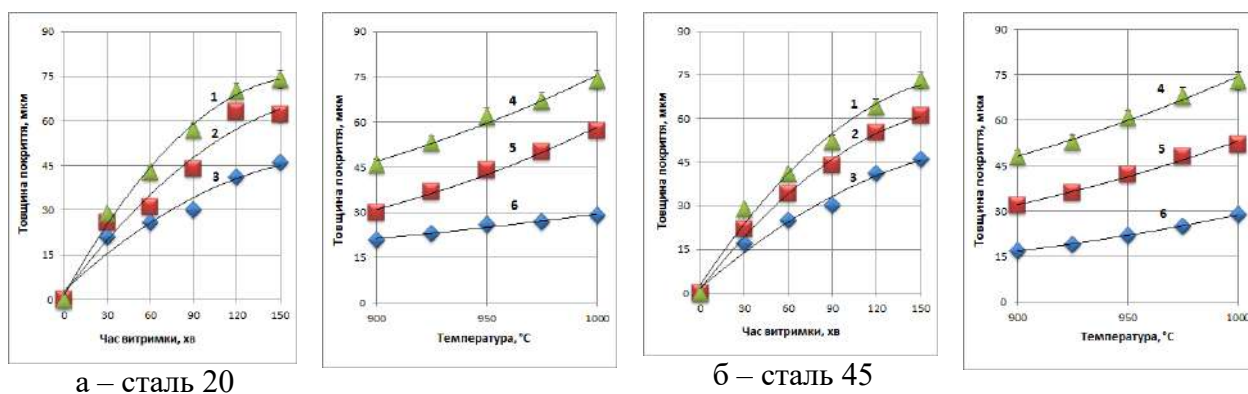 90
75
60
45
30
15
0
0 30 60 90 120 150
1
2
3
Товщина покриття, мкм
Час витримки, хв
90
75
60
45
30
15
0
900 950 1000
4
5
6
Товщина покриття, мкм
Температура, °С
90
75
60
45
30
15
0
0 30 60 90 120 150
1
2
3
Товщина покриття, мкм
Час витримки, хв
90
75
60
45
30
15
0
900 950 1000
4
5
6
Товщина покриття, мкм
Температура, °С
а – сталь 20
б – сталь 45